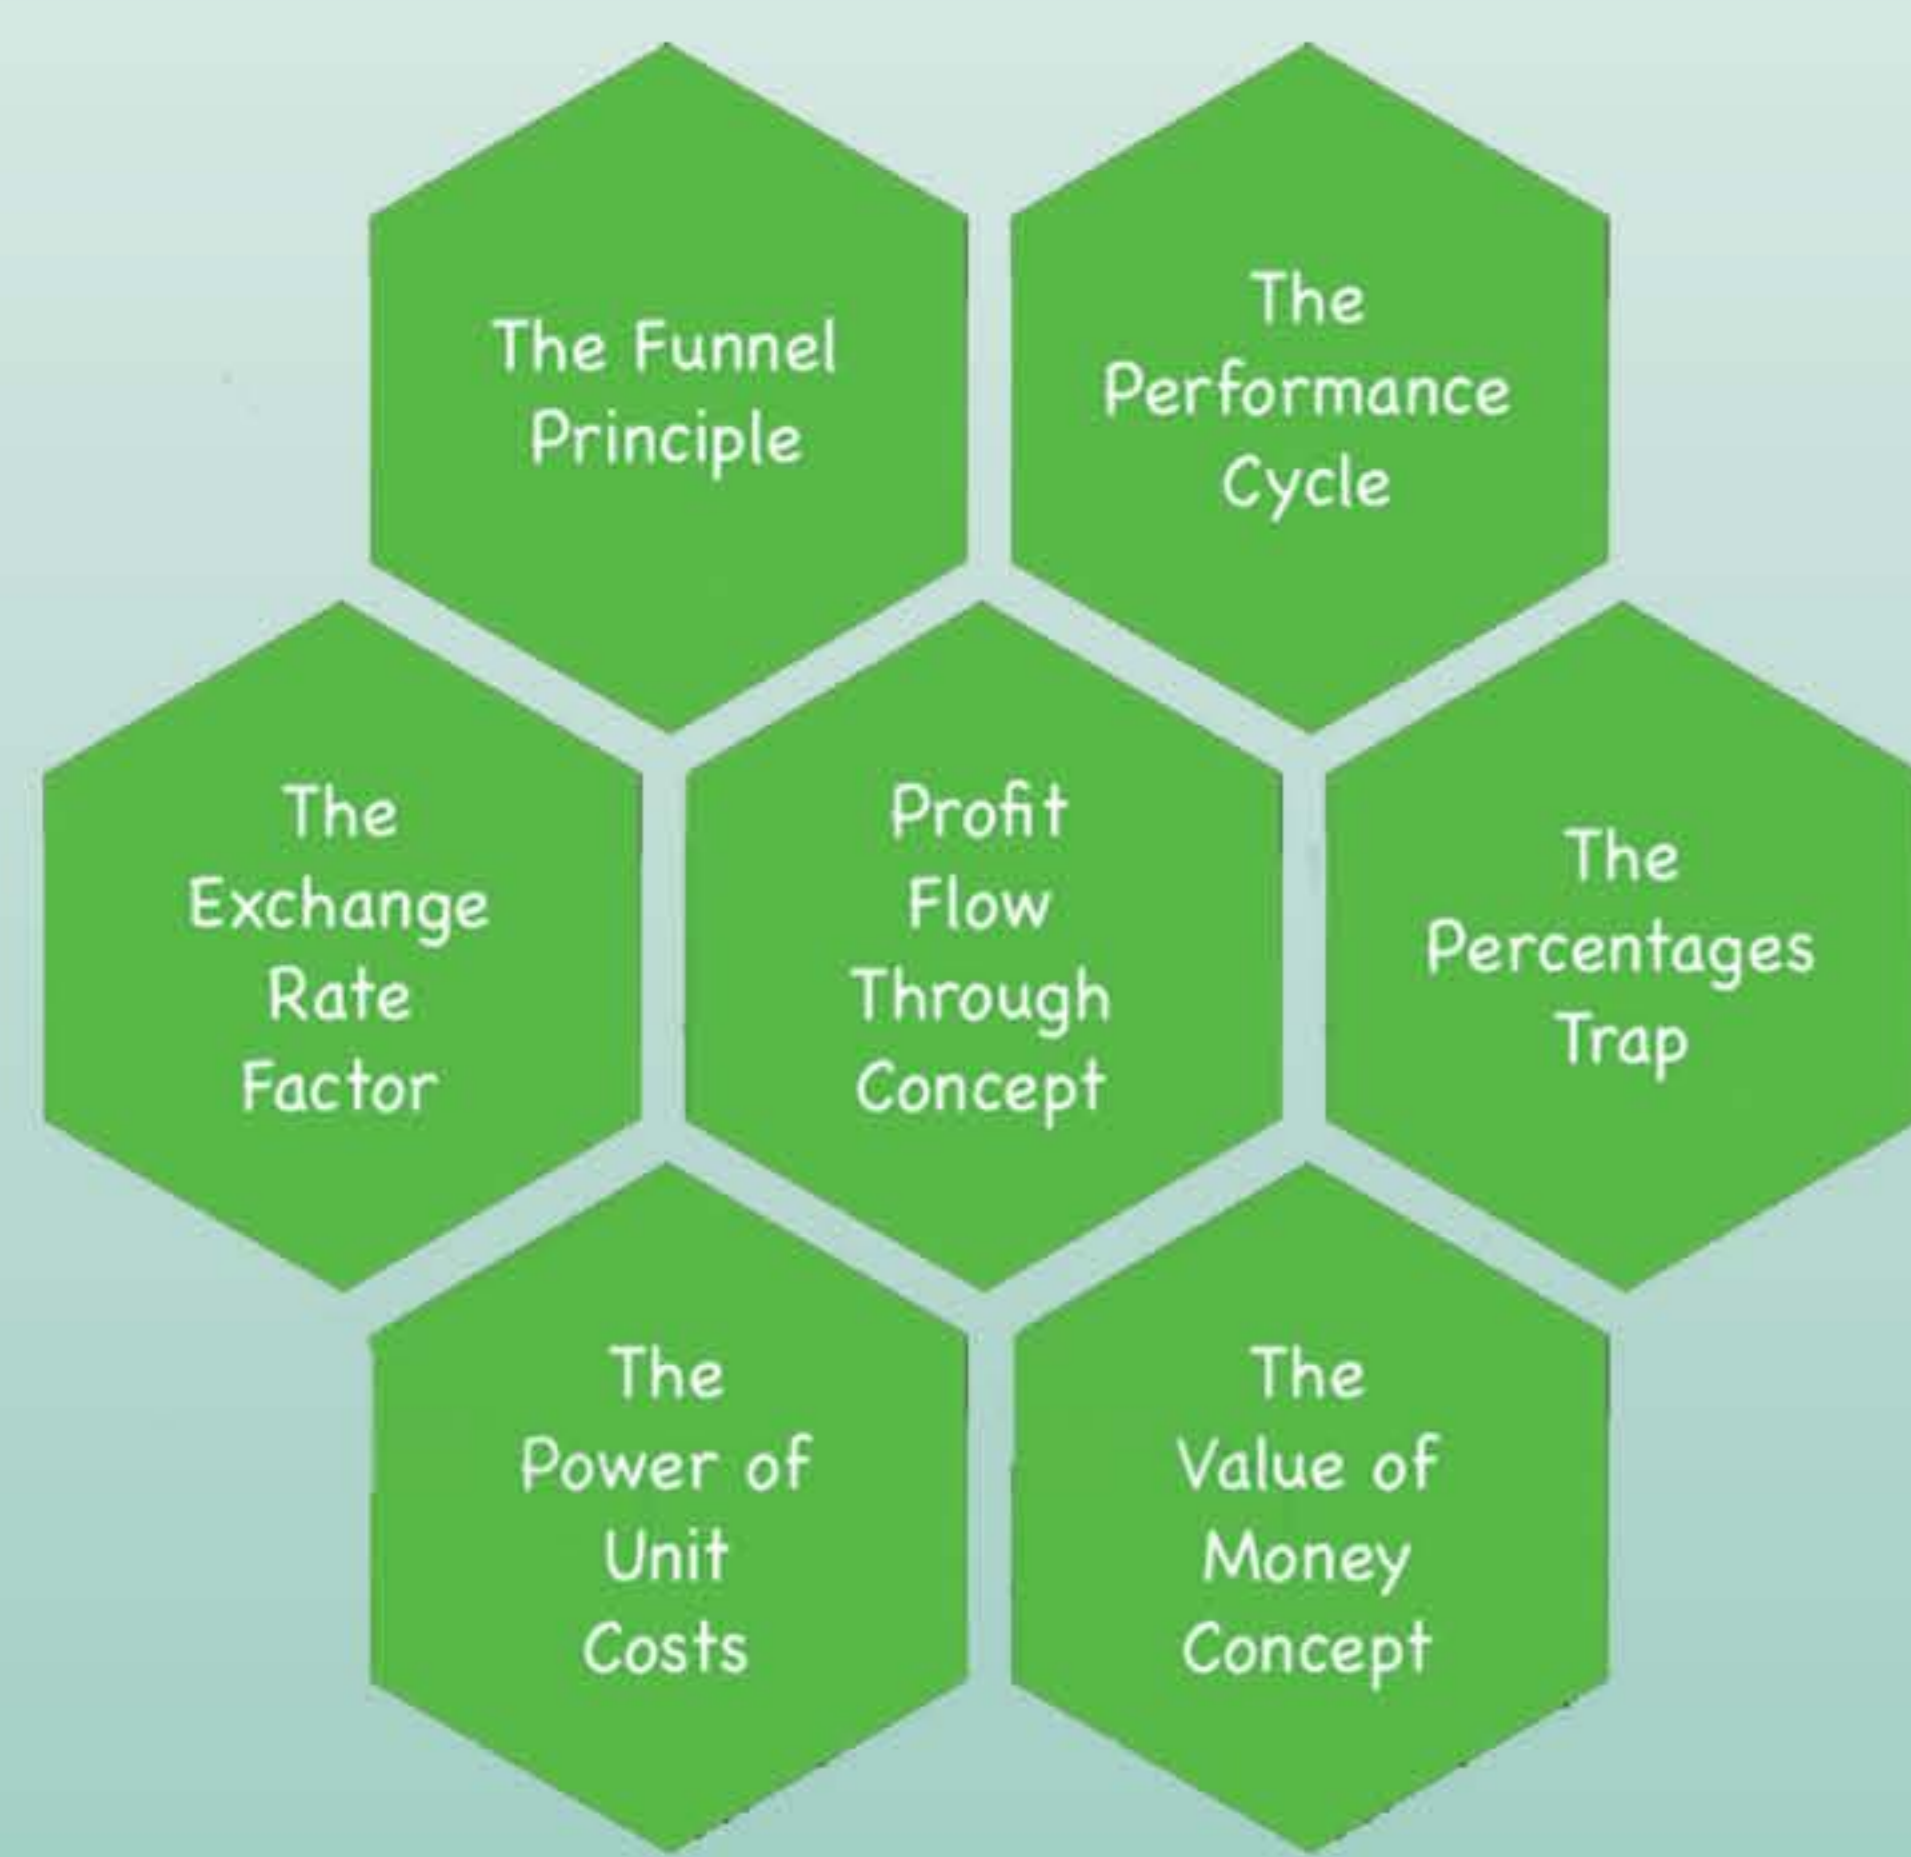 The Funnel
Principle
The
Performance
Cycle
The
Exchange
Rate
Factor
Profit
Flow
Through
Concept
The
Percentages
Trap
The
Power of
Unit
Costs
The
Value of
Money
Concept